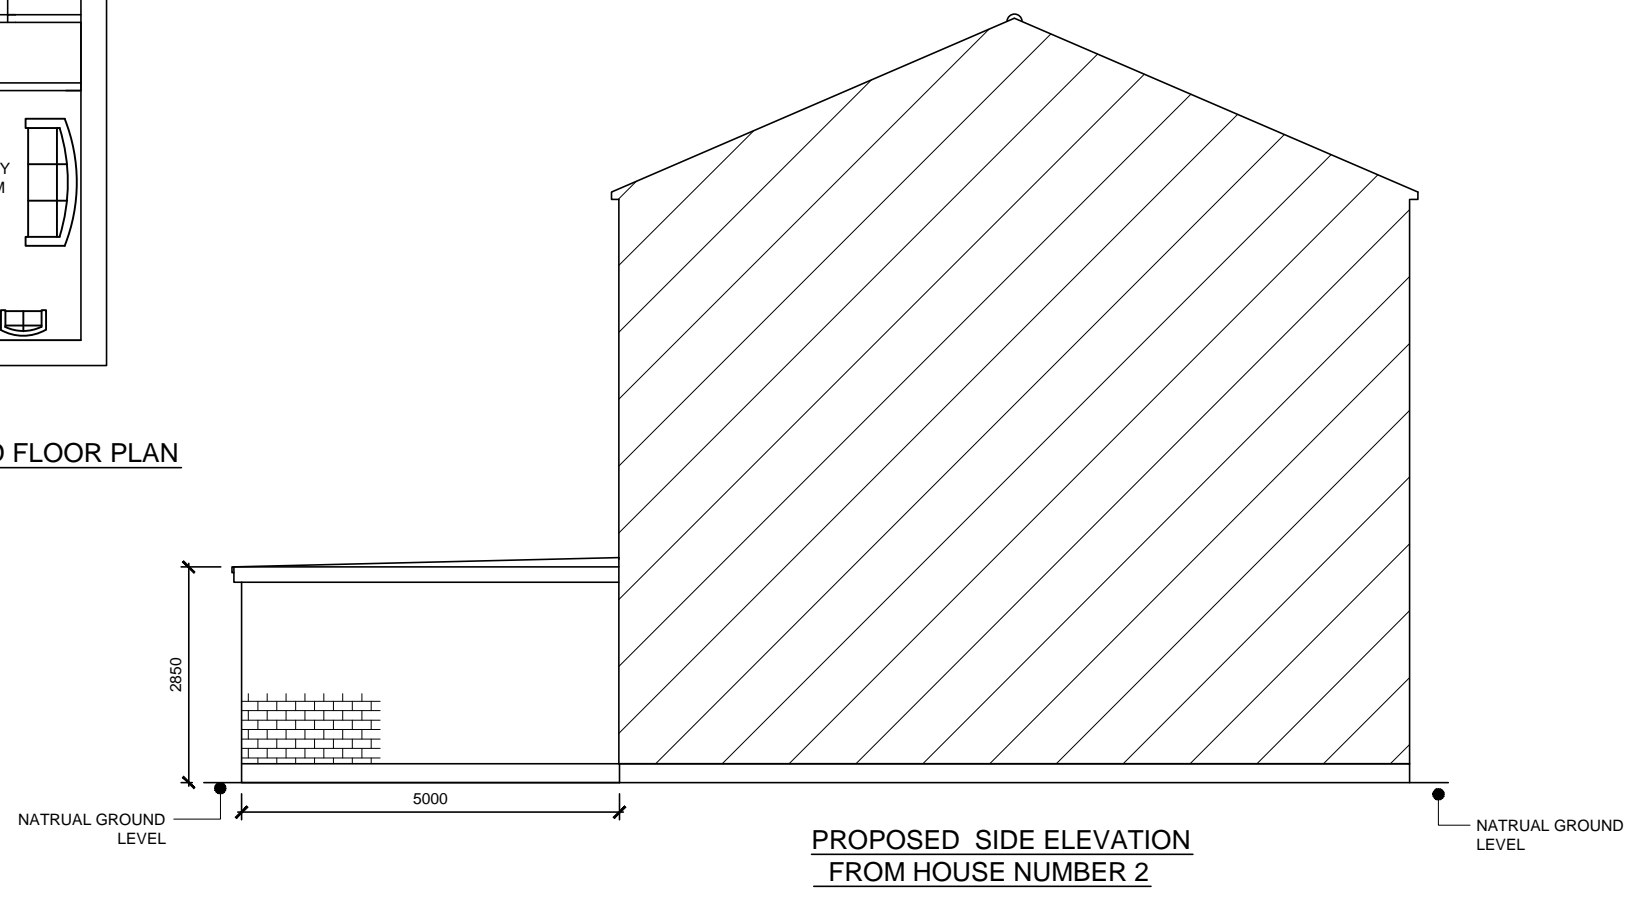 Y
M
FLOOR PLAN
2850
5000
NATRUAL GROUND
LEVEL
PROPOSED SIDE ELEVATION
FROM HOUSE NUMBER 2
NATRUAL GROUND
LEVEL